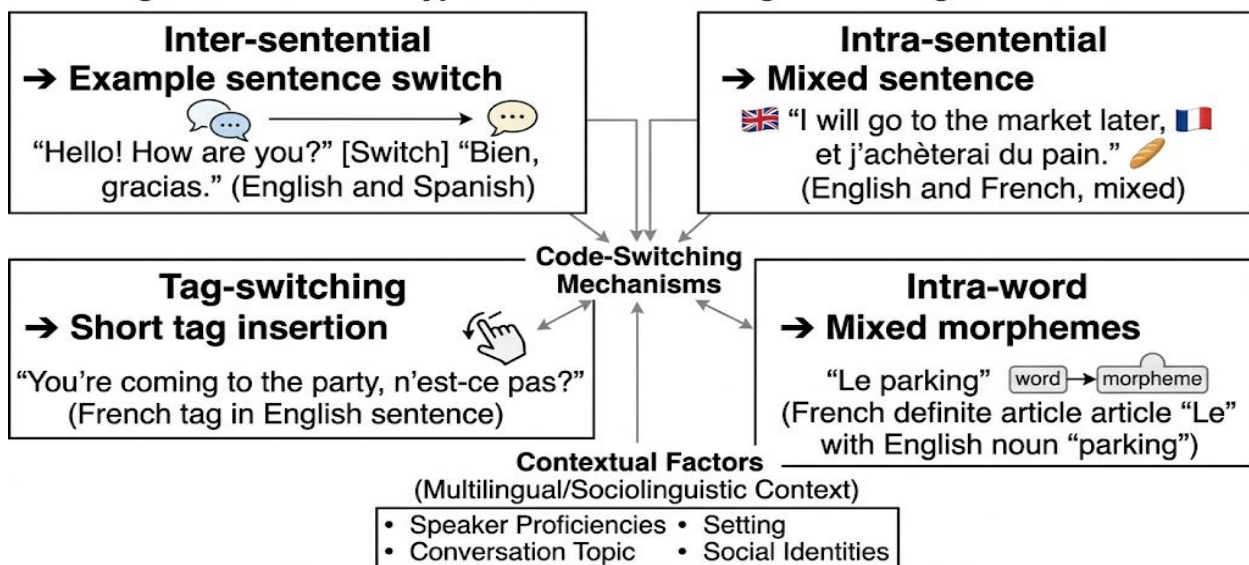 Inter-sentential
➔ Example sentence switch
“Hello! How are you?” [Switch] “Bien,
gracias.” (English and Spanish)
Intra-sentential
➔ Mixed sentence
“I will go to the market later,
et j’achèterai du pain.”
(English and French, mixed)
Code-Switching
Mechanisms
Tag-switching
➔ Short tag insertion
“You’re coming to the party, n’est-ce pas?”
(French tag in English sentence)
Intra-word
➔ Mixed morphemes
“Le parking” word morpheme
(French definite article article “Le”
with English noun “parking”)
Contextual Factors
(Multilingual/Sociolinguistic Context)
• Speaker Proficiencies • Setting
• Conversation Topic • Social Identities